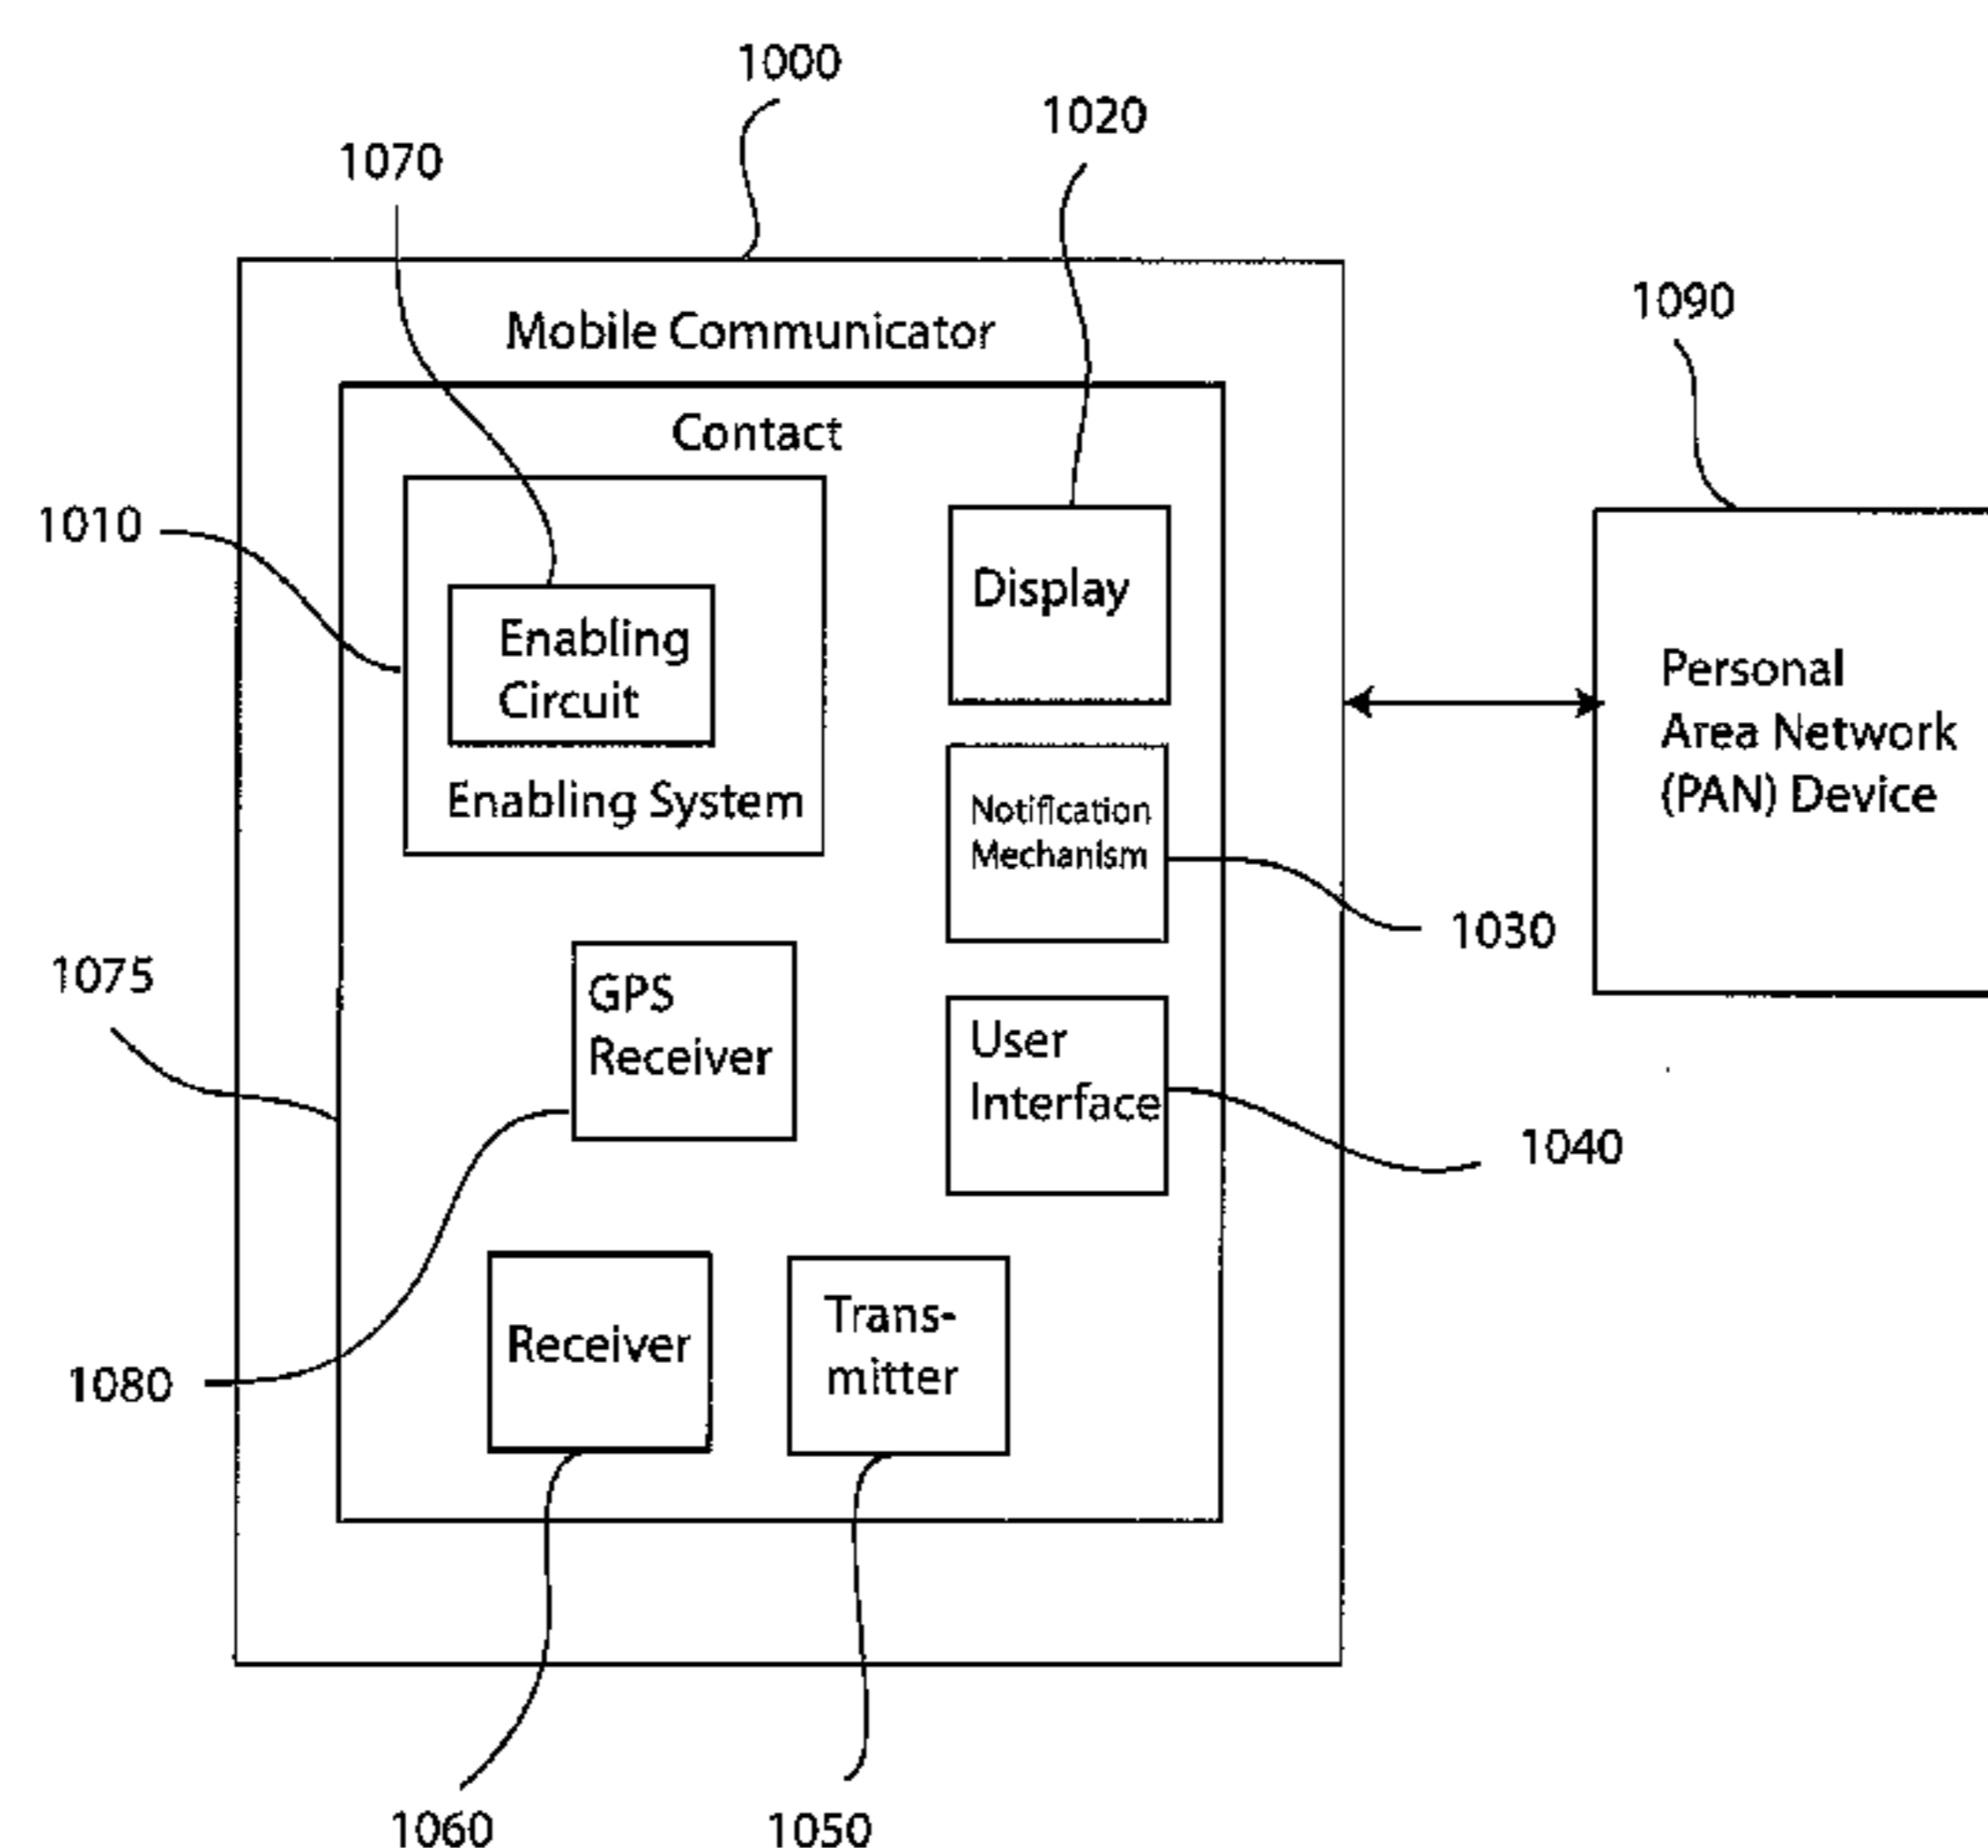 1000
1020
1070
1090
Mobile Communicator
Contact
1010
Display
Enabling
Circuit
Personal
Area Network
(PAN) Device
Enabling System
Notification
Mechanism
1030
1075
GPS
Receiver
User
Interface
1040
Receiver
Trans-
mitter
1080
1060
1050